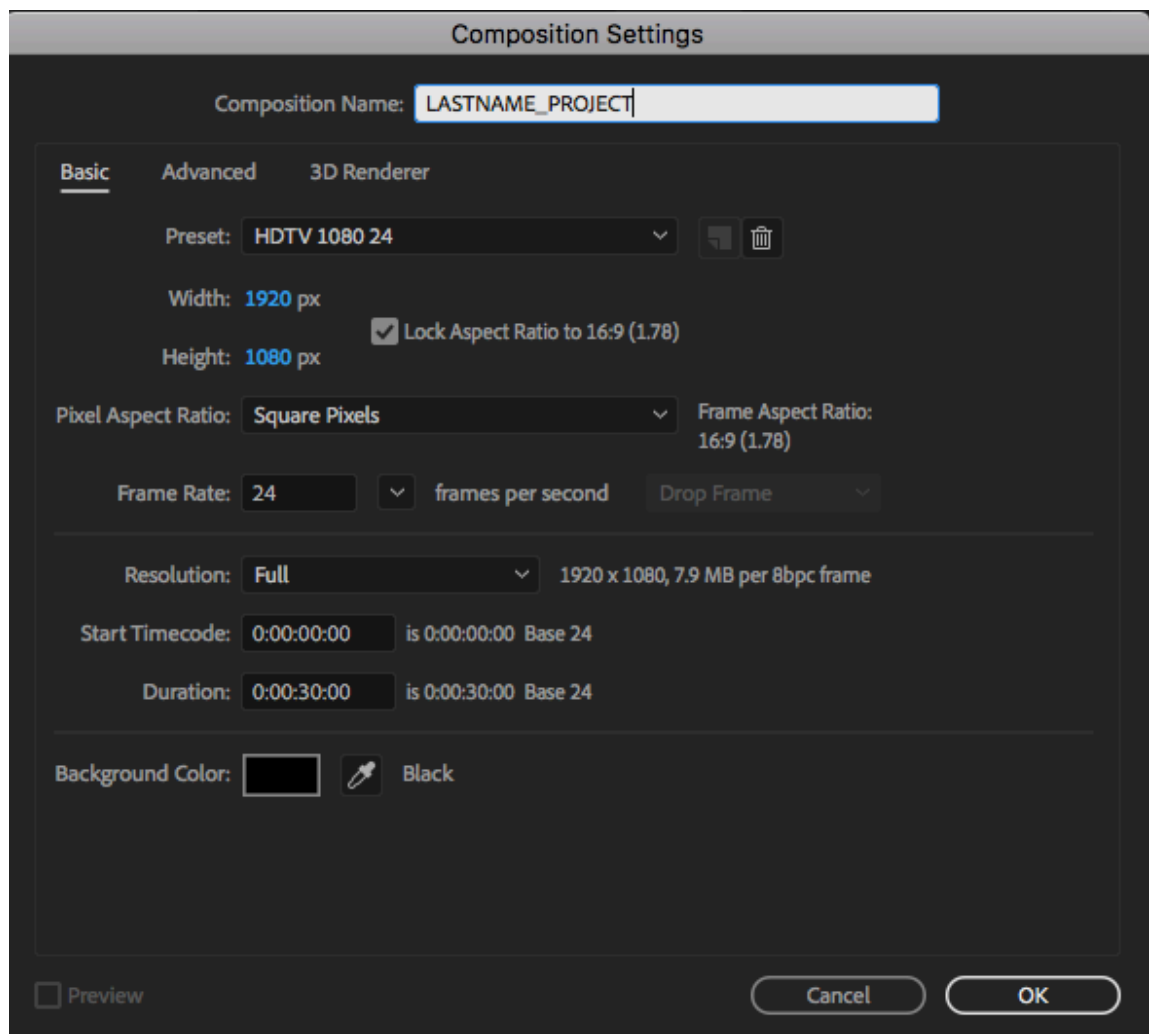 Composition Settings
Composition Name: LASTNAME_PROJECT
Basic Advanced 3D Renderer
Preset: HDTV 1080 24
Width: 1920 px
Lock Aspect Ratio to 16:9 (1.78)
Height: 1080 px
Pixel Aspect Ratio: Square Pixels Frame Aspect Ratio:
16:9 (1.78)
Frame Rate: 24 frames per second Drop Frame
Resolution: Full 1920 x 1080, 7.9 MB per 8bpc frame
Start Timecode: 0:00:00:00 is 0:00:00:00 Base 24
Duration: 0:00:30:00 is 0:00:30:00 Base 24
Background Color: Black
Preview Cancel OK